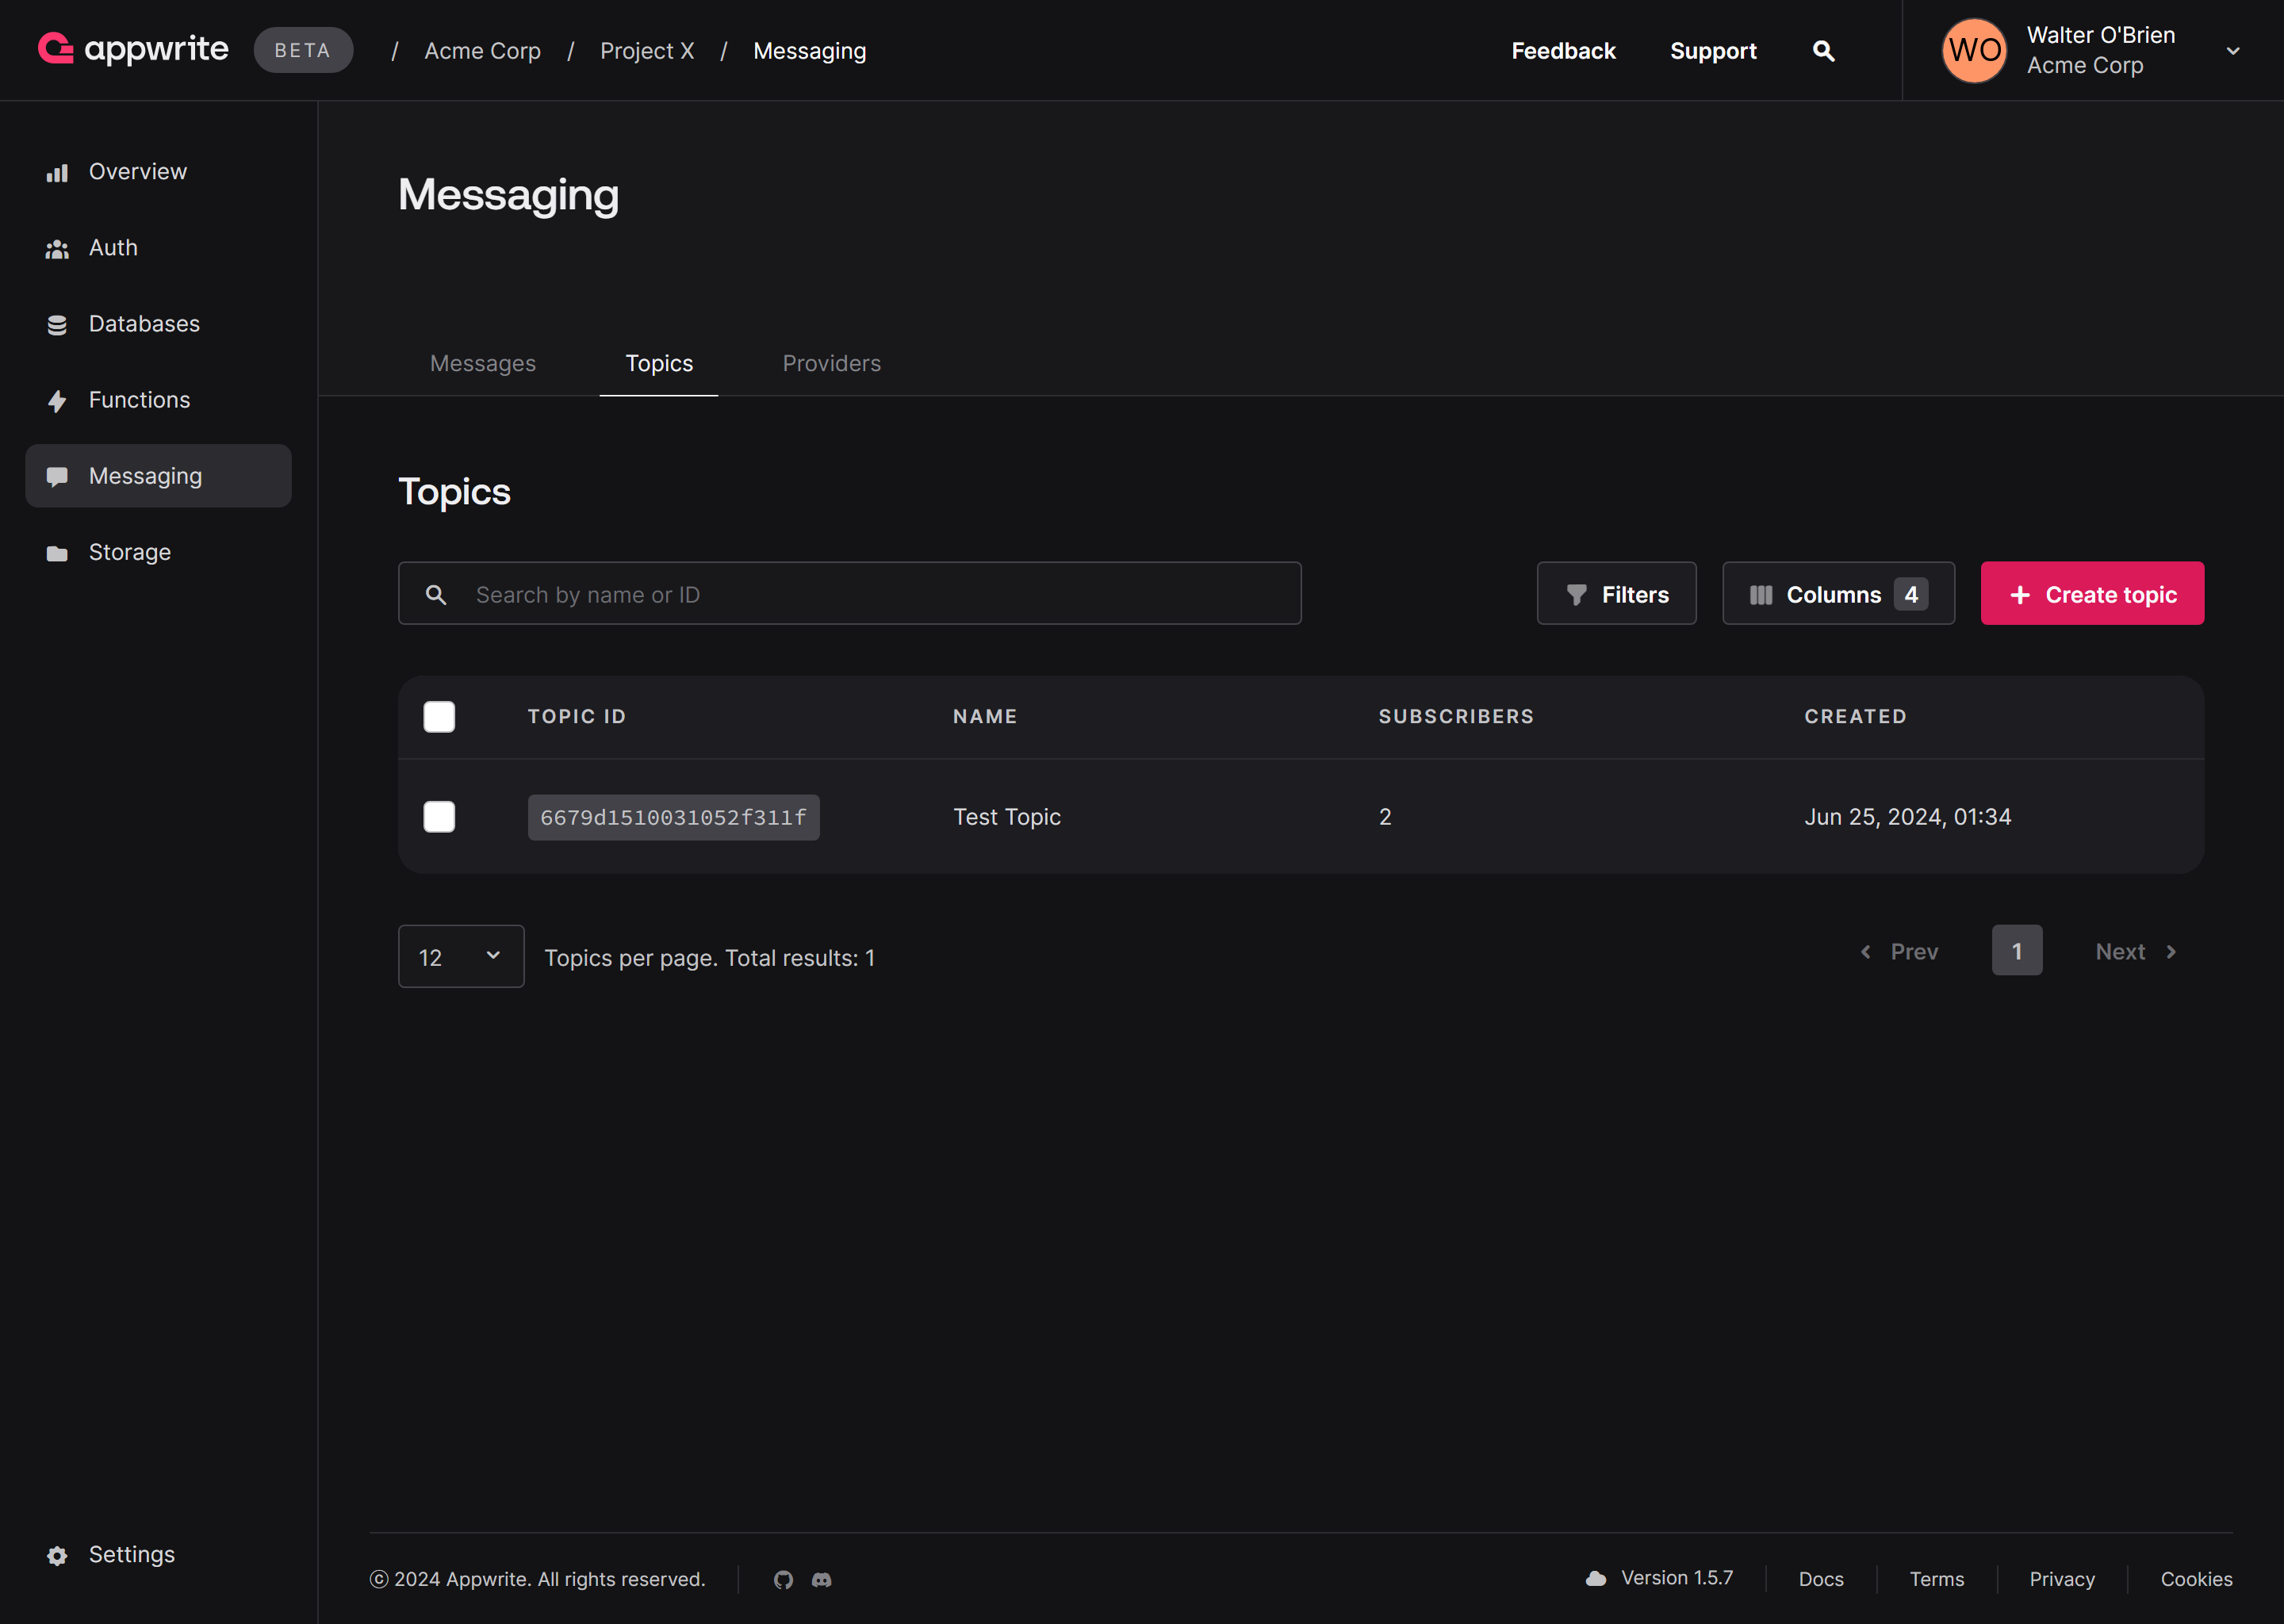 appwrite BETA / Acme Corp / Project X / Messaging Feedback Support WO Walter O'Brien
Acme Corp
Overview
Auth
Databases
Functions
Messaging
Storage
Settings
Messaging
Messages Topics Providers
Topics
Search by name or ID Filters Columns 4 Create topic
TOPIC ID NAME SUBSCRIBERS CREATED
6679d1510031052f311f Test Topic 2 Jun 25, 2024, 01:34
12 Topics per page. Total results: 1 Prev 1 Next
© 2024 Appwrite. All rights reserved. Version 1.5.7 Docs Terms Privacy Cookies